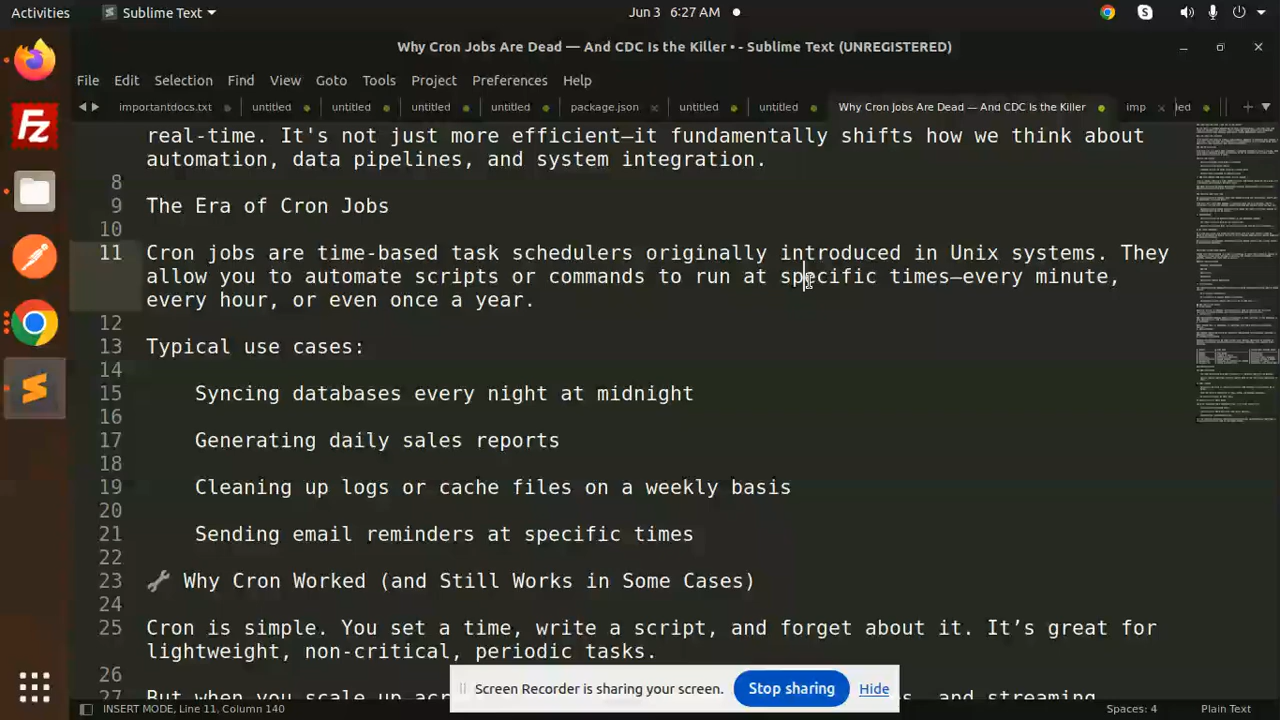 Activities Sublime Text Jun 3 6:27 AM
Why Cron Jobs Are Dead — And CDC Is the Killer • - Sublime Text (UNREGISTERED)
File Edit Selection Find View Goto Tools Project Preferences Help
importantdocs.txt untitled untitled untitled untitled package.json untitled untitled Why Cron Jobs Are Dead — And CDC Is the Killer imp led
real-time. It's not just more efficient—it fundamentally shifts how we think about
automation, data pipelines, and system integration.
8
9 The Era of Cron Jobs
10
11 Cron jobs are time-based task schedulers originally introduced in Unix systems. They
allow you to automate scripts or commands to run at specific time——every minute,
every hour, or even once a year.
12
13 Typical use cases:
14
15 Syncing databases every night at midnight
16
17 Generating daily sales reports
18
19 Cleaning up logs or cache files on a weekly basis
20
21 Sending email reminders at specific times
22
23 🔧 Why Cron Worked (and Still Works in Some Cases)
24
25 Cron is simple. You set a time, write a script, and forget about it. It’s great for
lightweight, non-critical, periodic tasks.
26
27 But when you scale up and streaming
Screen Recorder is sharing your screen. Stop sharing Hide
INSERT MODE, Line 11, Column 140 Spaces: 4 Plain Text